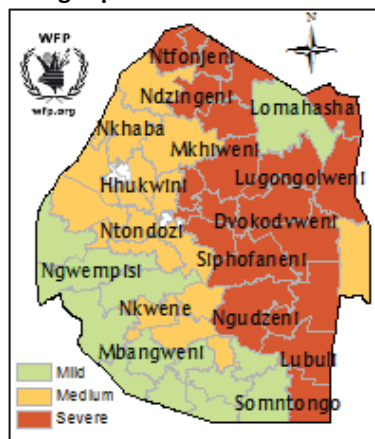 N
WFP
wfp.org
Ntfonjeni
Ndzingeni
Lomahasha
Nkhaba
Mkhiweni
Hhukwini
Lugongolweni
Ntondozi
Dvokodvweni
Ngwempisi
Siphofaneni
Nkwene
Ngudzeni
Mbangweni
Lubuli
Somntongo
Mild
Medium
Severe